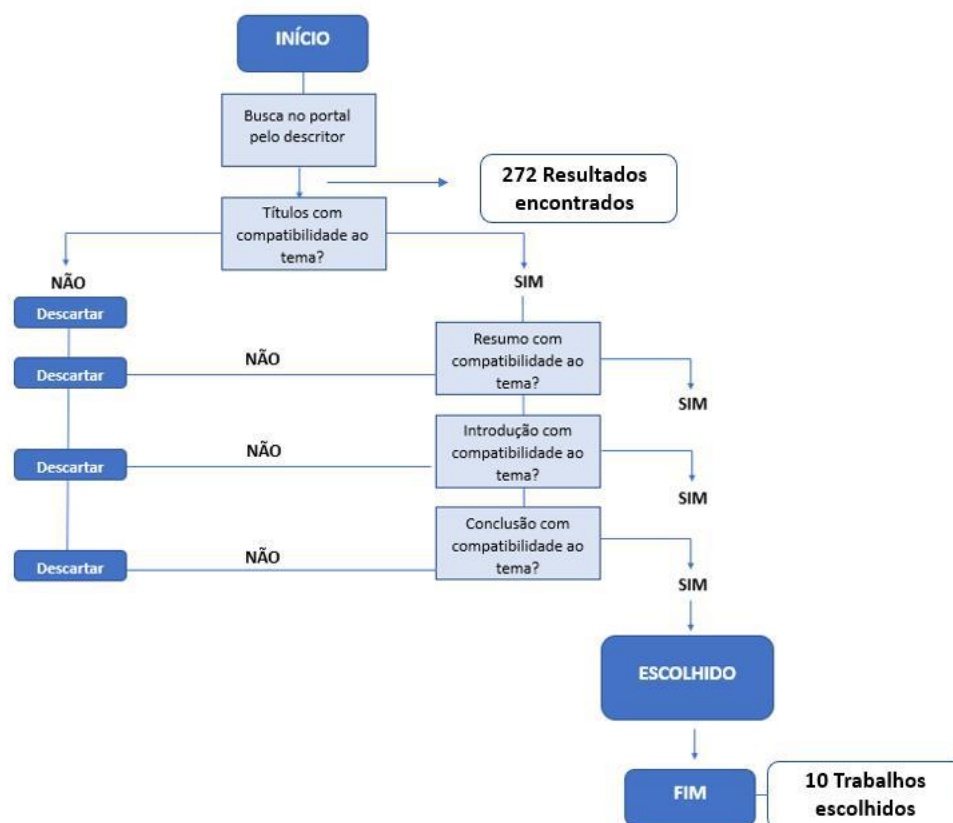 INÍCIO
Busca no portal
pelo descritor
272 Resultados
encontrados
Títulos com
compatibilidade ao
tema?
NÃO
SIM
Descartar
Resumo com
compatibilidade ao
tema?
NÃO
Descartar
SIM
Introdução com
compatibilidade ao
tema?
NÃO
Descartar
SIM
Conclusão com
compatibilidade ao
tema?
NÃO
Descartar
SIM
ESCOLHIDO
FIM
10 Trabalhos
escolhidos